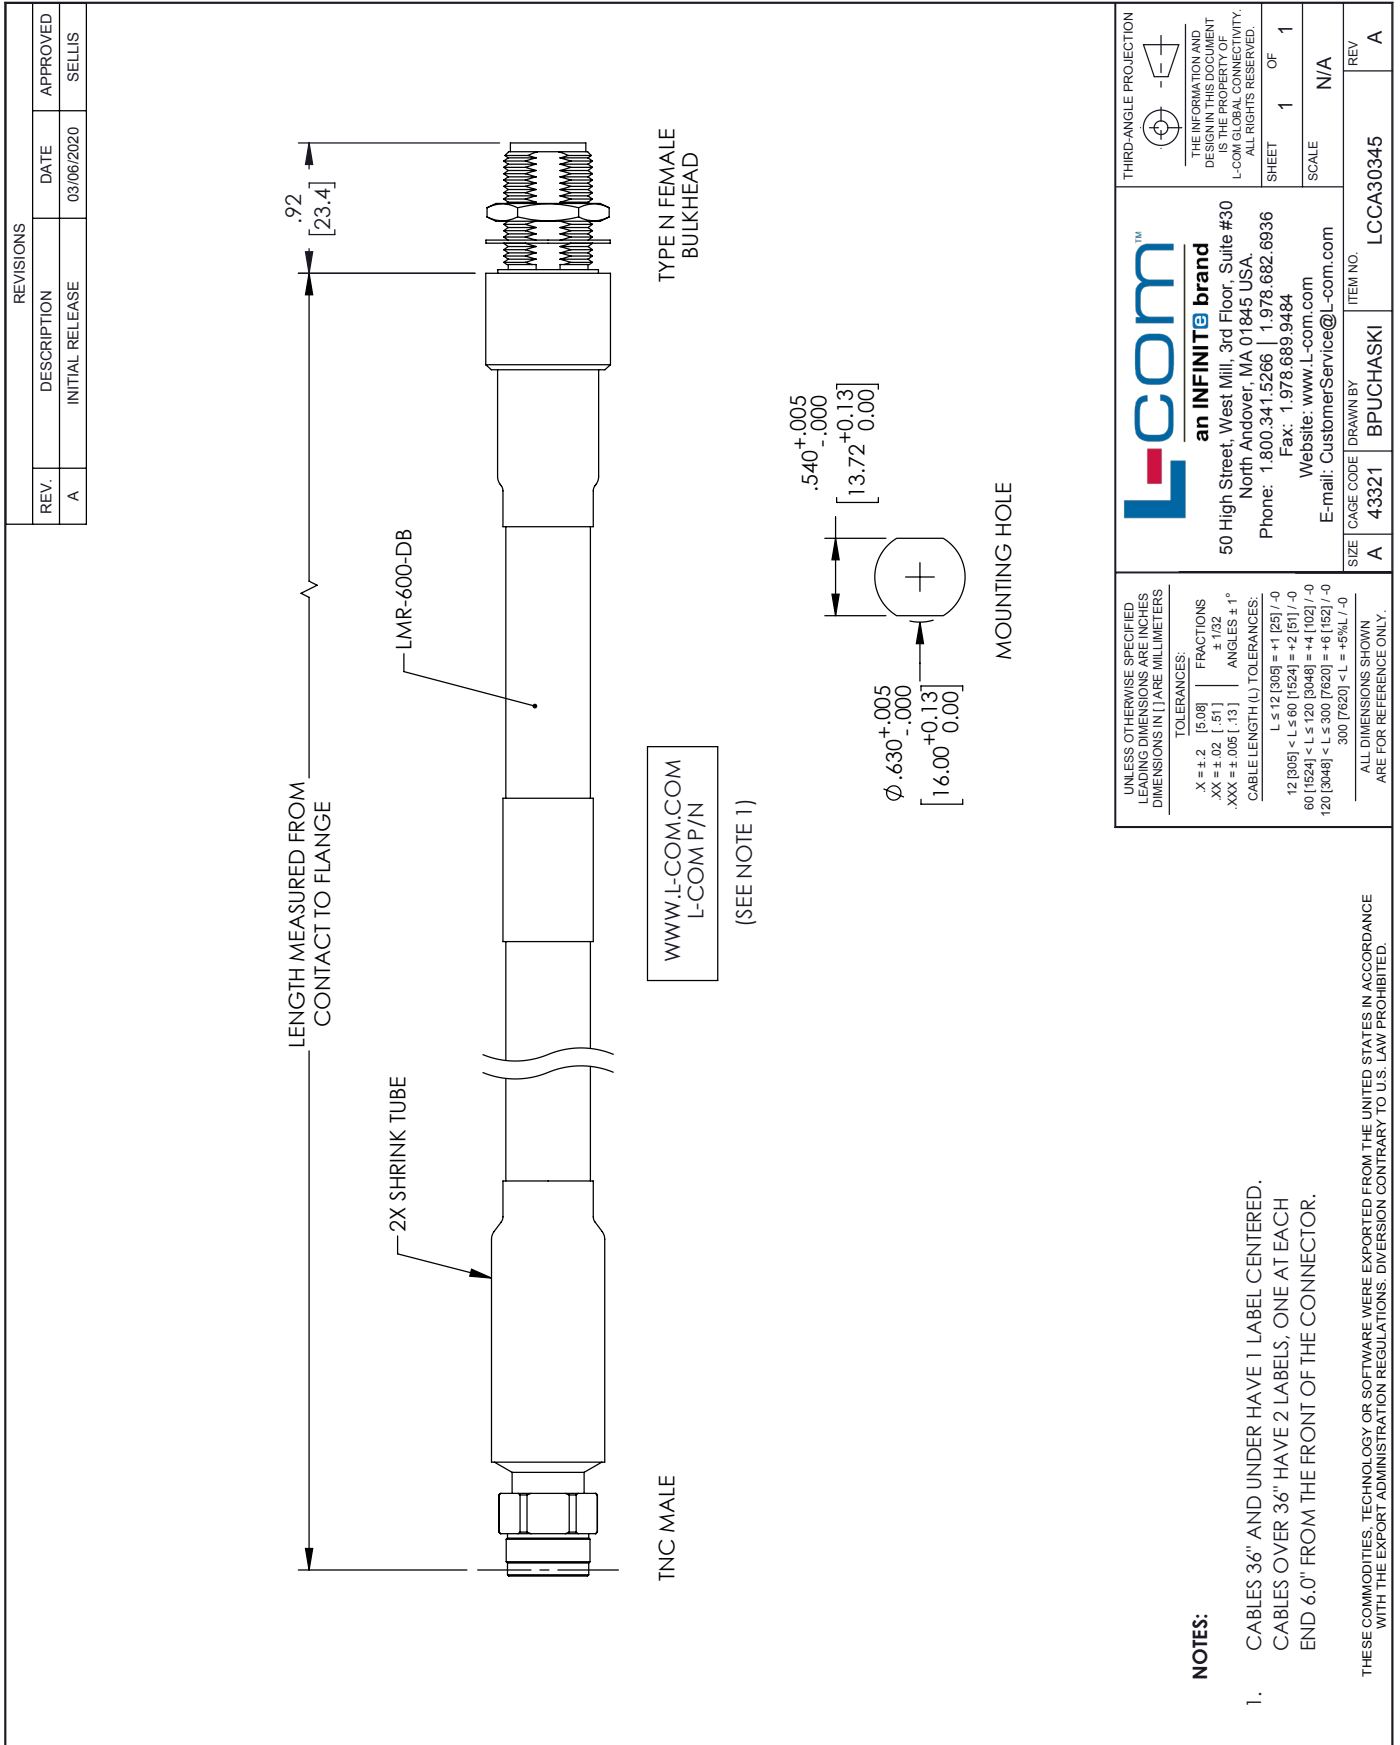 REVISIONS
REV. DESCRIPTION DATE APPROVED
A INITIAL RELEASE 03/06/2020 SELLIS
LENGTH MEASURED FROM
CONTACT TO FLANGE
.92
[23.4]
2X SHRINK TUBE
LMR-600-DB
TNC MALE
TYPE N FEMALE
BULKHEAD
WWW.L-COM.COM
L-COM P/N
(SEE NOTE 1)
Ø .630 +.005 -.000
[16.00 +0.13 0.00]
.540 +.005 -.000
[13.72 +0.13 0.00]
MOUNTING HOLE
NOTES:
1. CABLES 36" AND UNDER HAVE 1 LABEL CENTERED.
CABLES OVER 36" HAVE 2 LABELS, ONE AT EACH
END 6.0" FROM THE FRONT OF THE CONNECTOR.
THESE COMMODITIES, TECHNOLOGY OR SOFTWARE WERE EXPORTED FROM THE UNITED STATES IN ACCORDANCE
WITH THE EXPORT ADMINISTRATION REGULATIONS. DIVERSION CONTRARY TO U.S. LAW PROHIBITED.
UNLESS OTHERWISE SPECIFIED
LEADING DIMENSIONS ARE INCHES
DIMENSIONS IN [ ] ARE MILLIMETERS
TOLERANCES:
.X = ±.2 [5.08] FRACTIONS
.XX = ±.02 [.51] ± 1/32
.XXX = ±.005 [.13] ANGLES ± 1°
CABLE LENGTH (L) TOLERANCES:
L ≤ 12 [305] = +1 [25] / -0
12 [305] < L ≤ 60 [1524] = +2 [51] / -0
60 [1524] < L ≤ 120 [3048] = +4 [102] / -0
120 [3048] < L ≤ 300 [7620] = +6 [152] / -0
300 [7620] < L = +5%L / -0
ALL DIMENSIONS SHOWN
ARE FOR REFERENCE ONLY.
L-com™
an INFINITe brand
50 High Street, West Mill, 3rd Floor, Suite #30
North Andover, MA 01845 USA.
Phone: 1.800.341.5266 | 1.978.682.6936
Fax: 1.978.689.9484
Website: www.L-com.com
E-mail: CustomerService@L-com.com
THIRD-ANGLE PROJECTION
THE INFORMATION AND
DESIGN IN THIS DOCUMENT
IS THE PROPERTY OF
L-COM GLOBAL CONNECTIVITY.
ALL RIGHTS RESERVED.
SHEET 1 OF 1
SCALE N/A
SIZE A
CAGE CODE 43321
DRAWN BY BPUCHASKI
ITEM NO. LCCA30345
REV A